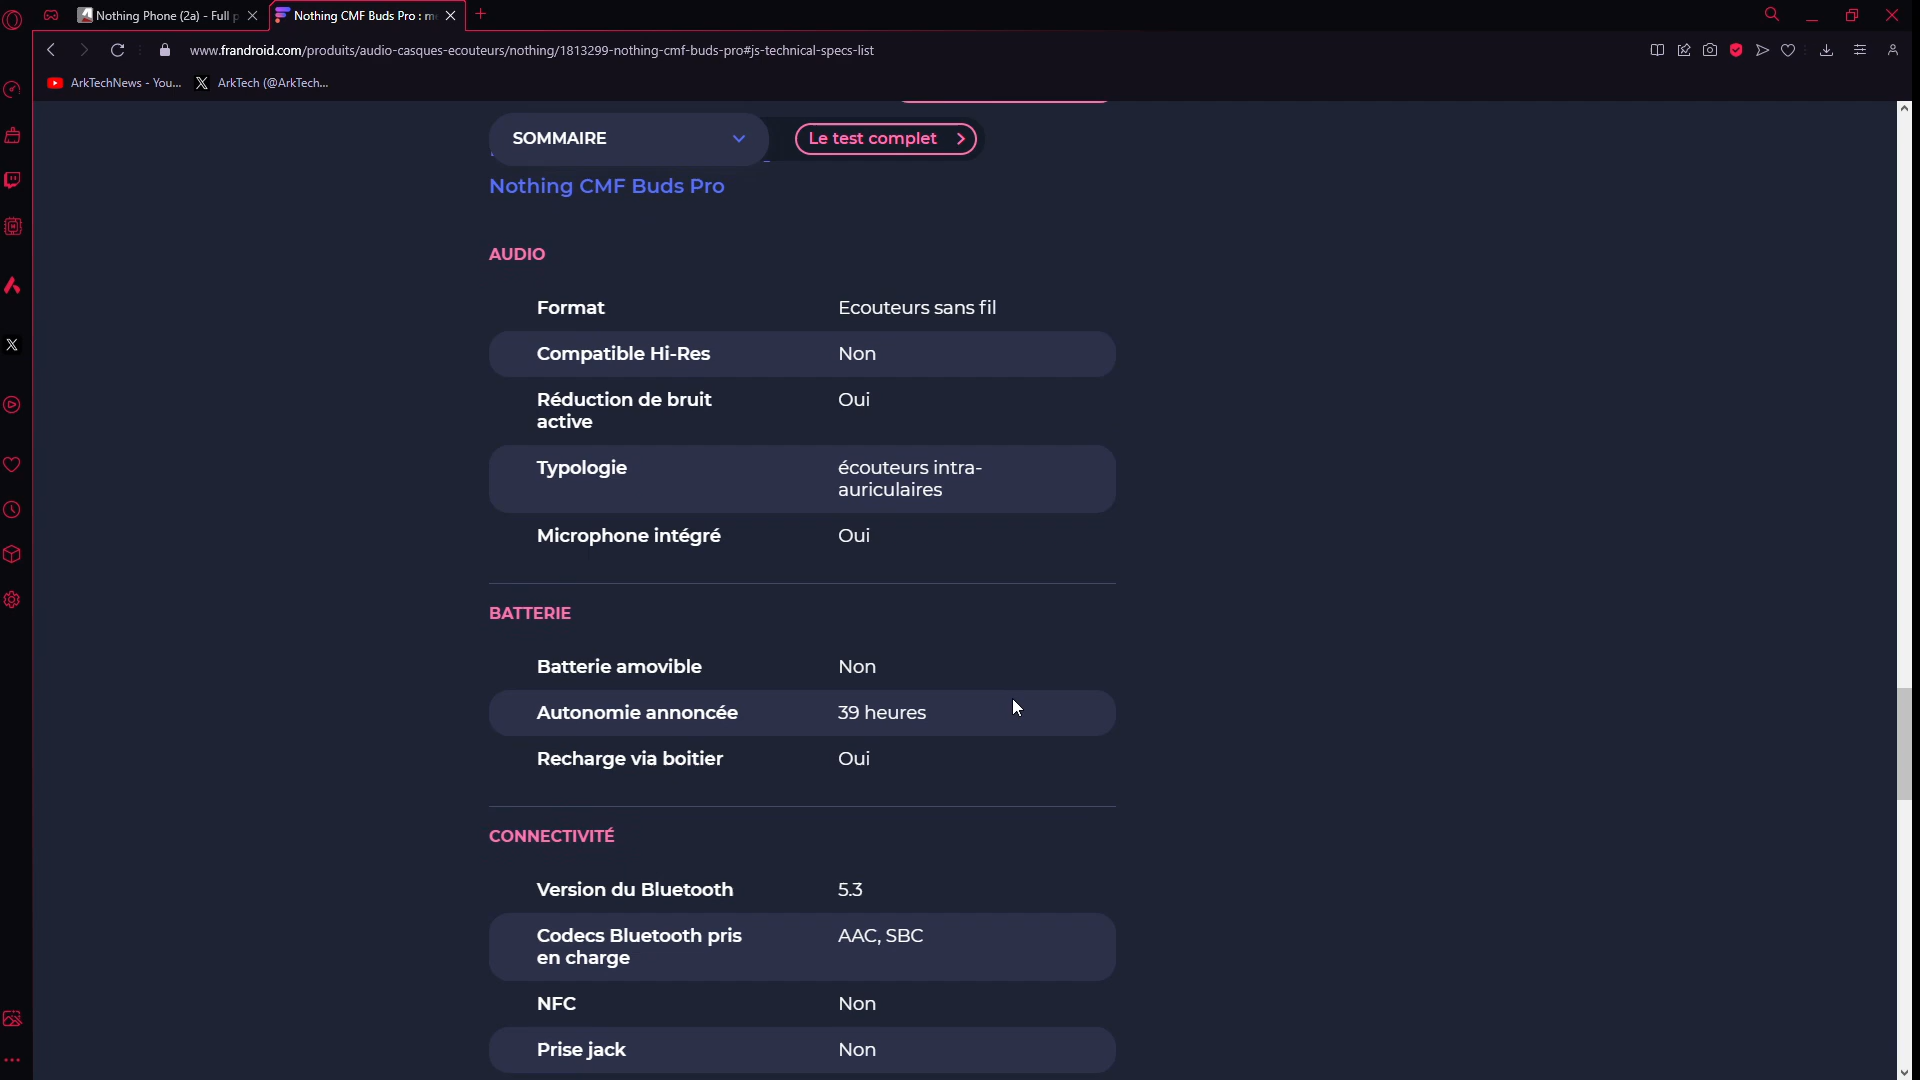 Nothing Phone (2a) - Full p
Nothing CMF Buds Pro : m
www.frandroid.com/produits/audio-casques-ecouteurs/nothing/1813299-nothing-cmf-buds-pro#js-technical-specs-list
ArkTechNews - You...
ArkTech (@ArkTech...
SOMMAIRE
Le test complet
Nothing CMF Buds Pro
AUDIO
Format
Ecouteurs sans fil
Compatible Hi-Res
Non
Réduction de bruit
active
Oui
Typologie
écouteurs intra-
auriculaires
Microphone intégré
Oui
BATTERIE
Batterie amovible
Non
Autonomie annoncée
39 heures
Recharge via boitier
Oui
CONNECTIVITÉ
Version du Bluetooth
5.3
Codecs Bluetooth pris
en charge
AAC, SBC
NFC
Non
Prise jack
Non